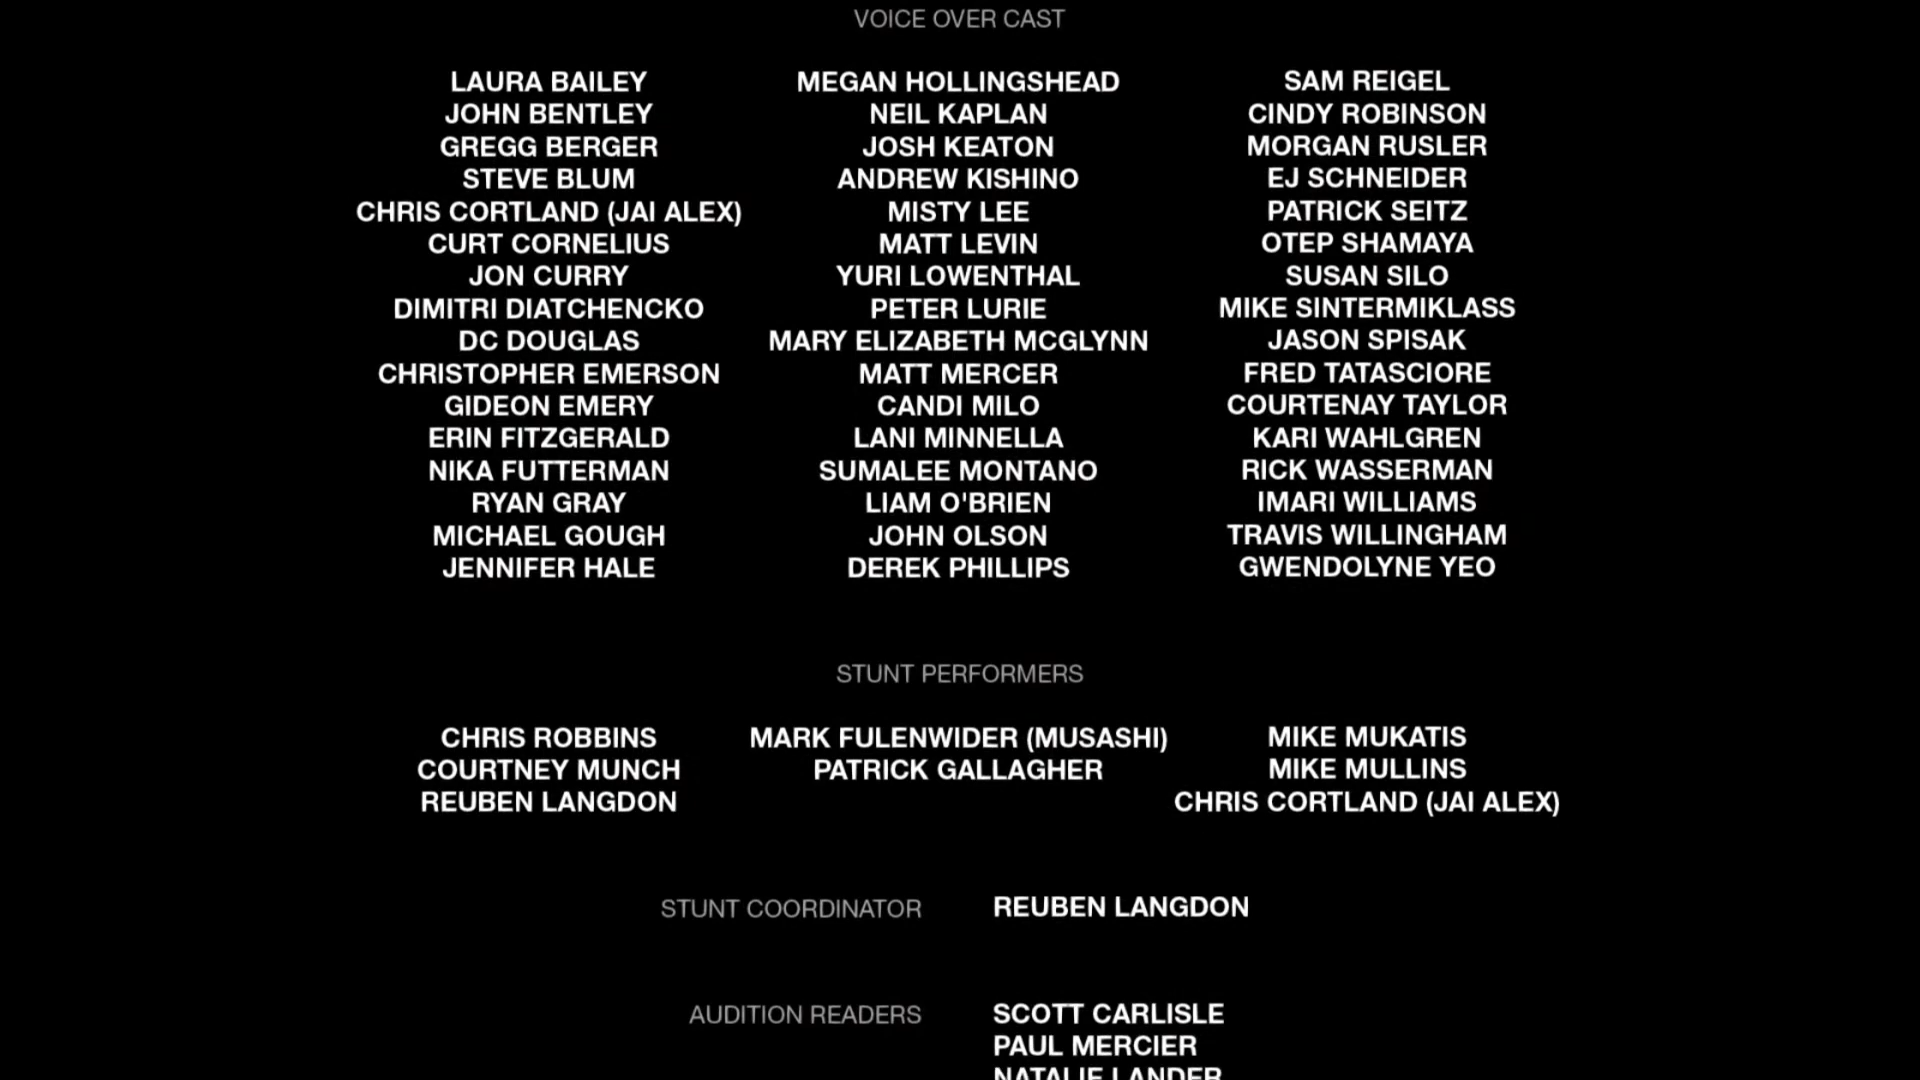 VOICE OVER CAST
LAURA BAILEY
JOHN BENTLEY
GREGG BERGER
STEVE BLUM
CHRIS CORTLAND (JAI ALEX)
CURT CORNELIUS
JON CURRY
DIMITRI DIATCHENCKO
DC DOUGLAS
CHRISTOPHER EMERSON
GIDEON EMERY
ERIN FITZGERALD
NIKA FUTTERMAN
RYAN GRAY
MICHAEL GOUGH
JENNIFER HALE
MEGAN HOLLINGSHEAD
NEIL KAPLAN
JOSH KEATON
ANDREW KISHINO
MISTY LEE
MATT LEVIN
YURI LOWENTHAL
PETER LURIE
MARY ELIZABETH MCGLYNN
MATT MERCER
CANDI MILO
LANI MINNELLA
SUMALEE MONTANO
LIAM O'BRIEN
JOHN OLSON
DEREK PHILLIPS
SAM REIGEL
CINDY ROBINSON
MORGAN RUSLER
EJ SCHNEIDER
PATRICK SEITZ
OTEP SHAMAYA
SUSAN SILO
MIKE SINTERMIKLASS
JASON SPISAK
FRED TATASCIORE
COURTENAY TAYLOR
KARI WAHLGREN
RICK WASSERMAN
IMARI WILLIAMS
TRAVIS WILLINGHAM
GWENDOLYNE YEO
STUNT PERFORMERS
CHRIS ROBBINS
COURTNEY MUNCH
REUBEN LANGDON
MARK FULENWIDER (MUSASHI)
PATRICK GALLAGHER
MIKE MUKATIS
MIKE MULLINS
CHRIS CORTLAND (JAI ALEX)
STUNT COORDINATOR REUBEN LANGDON
AUDITION READERS SCOTT CARLISLE
PAUL MERCIER
NATALIE LANDER